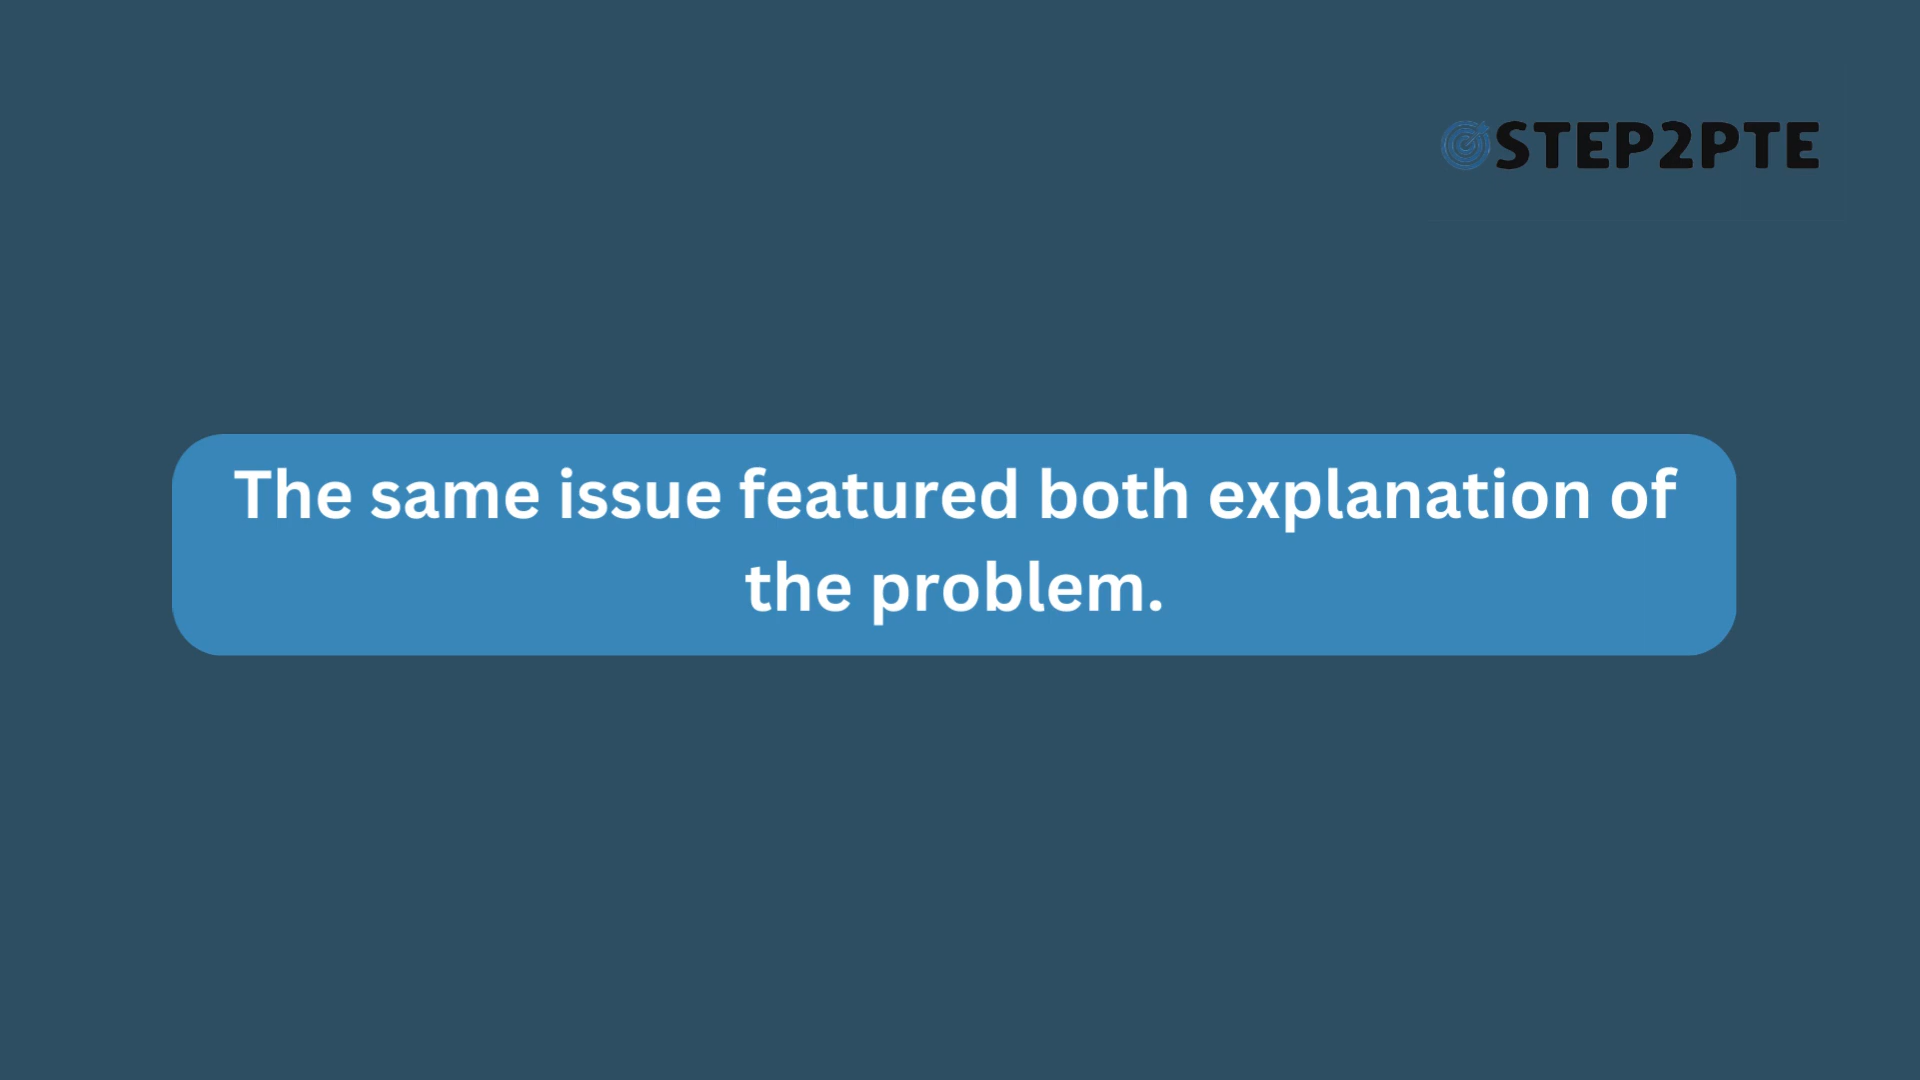 STEP2PTE
The same issue featured both explanation of
the problem.